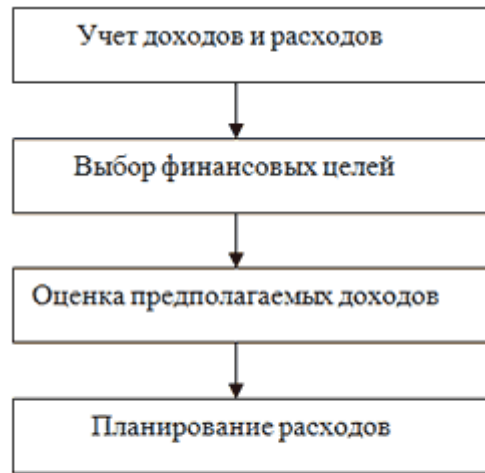 Учет доходов и расходов
Выбор финансовых целей
Оценка предполагаемых доходов
Планирование расходов